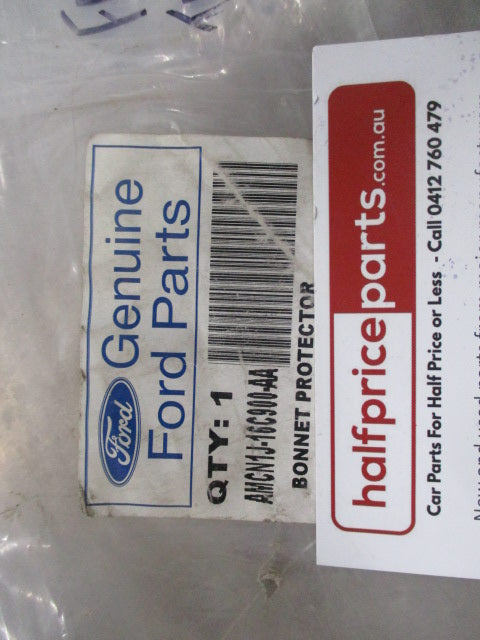 Genuine
Ford Parts
Ford
QTY: 1
AMCN1J-16C900-AA
BONNET PROTECTOR
halfpriceparts.com.au
Car Parts For Half Price or Less - Call 0412 760 479